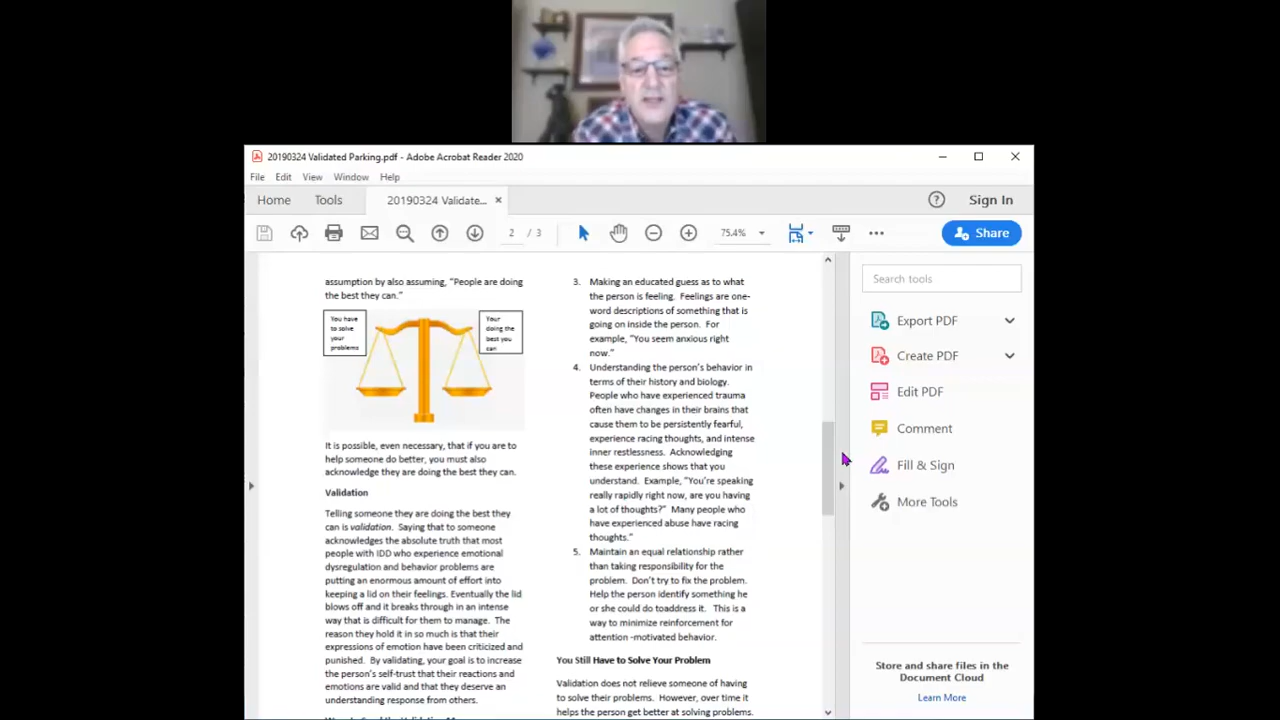 20190324 Validated Parking.pdf - Adobe Acrobat Reader 2020
File Edit View Window Help
Home Tools 20190324 Validate... ×
Sign In
2 / 3
75.4%
Share
assumption by also assuming, “People are doing
the best they can.”
You have
to solve
your
problems
Your
doing the
best you
can
It is possible, even necessary, that if you are to
help someone do better, you must also
acknowledge they are doing the best they can.
Validation
Telling someone they are doing the best they
can is validation. Saying that to someone
acknowledges the absolute truth that most
people with IDD who experience emotional
dysregulation and behavior problems are
putting an enormous amount of effort into
keeping a lid on their feelings. Eventually the lid
blows off and it breaks through in an intense
way that is difficult for them to manage. The
reason they hold it in so much is that their
expressions of emotion have been criticized and
punished. By validating, your goal is to increase
the person’s self-trust that their reactions and
emotions are valid and that they deserve an
understanding response from others.
3. Making an educated guess as to what
the person is feeling. Feelings are one-
word descriptions of something that is
going on inside the person. For
example, “You seem anxious right
now.”
4. Understanding the person’s behavior in
terms of their history and biology.
People who have experienced trauma
often have changes in their brains that
cause them to be persistently fearful,
experience racing thoughts, and intense
inner restlessness. Acknowledging
these experience shows that you
understand. Example, “You’re speaking
really rapidly right now, are you having
a lot of thoughts?” Many people who
have experienced abuse have racing
thoughts.”
5. Maintain an equal relationship rather
than taking responsibility for the
problem. Don’t try to fix the problem.
Help the person identify something he
or she could do toaddress it. This is a
way to minimize reinforcement for
attention -motivated behavior.
You Still Have to Solve Your Problem
Validation does not relieve someone of having
to solve their problems. However, over time it
helps the person get better at solving problems.
Search tools
Export PDF
Create PDF
Edit PDF
Comment
Fill & Sign
More Tools
Store and share files in the
Document Cloud
Learn More